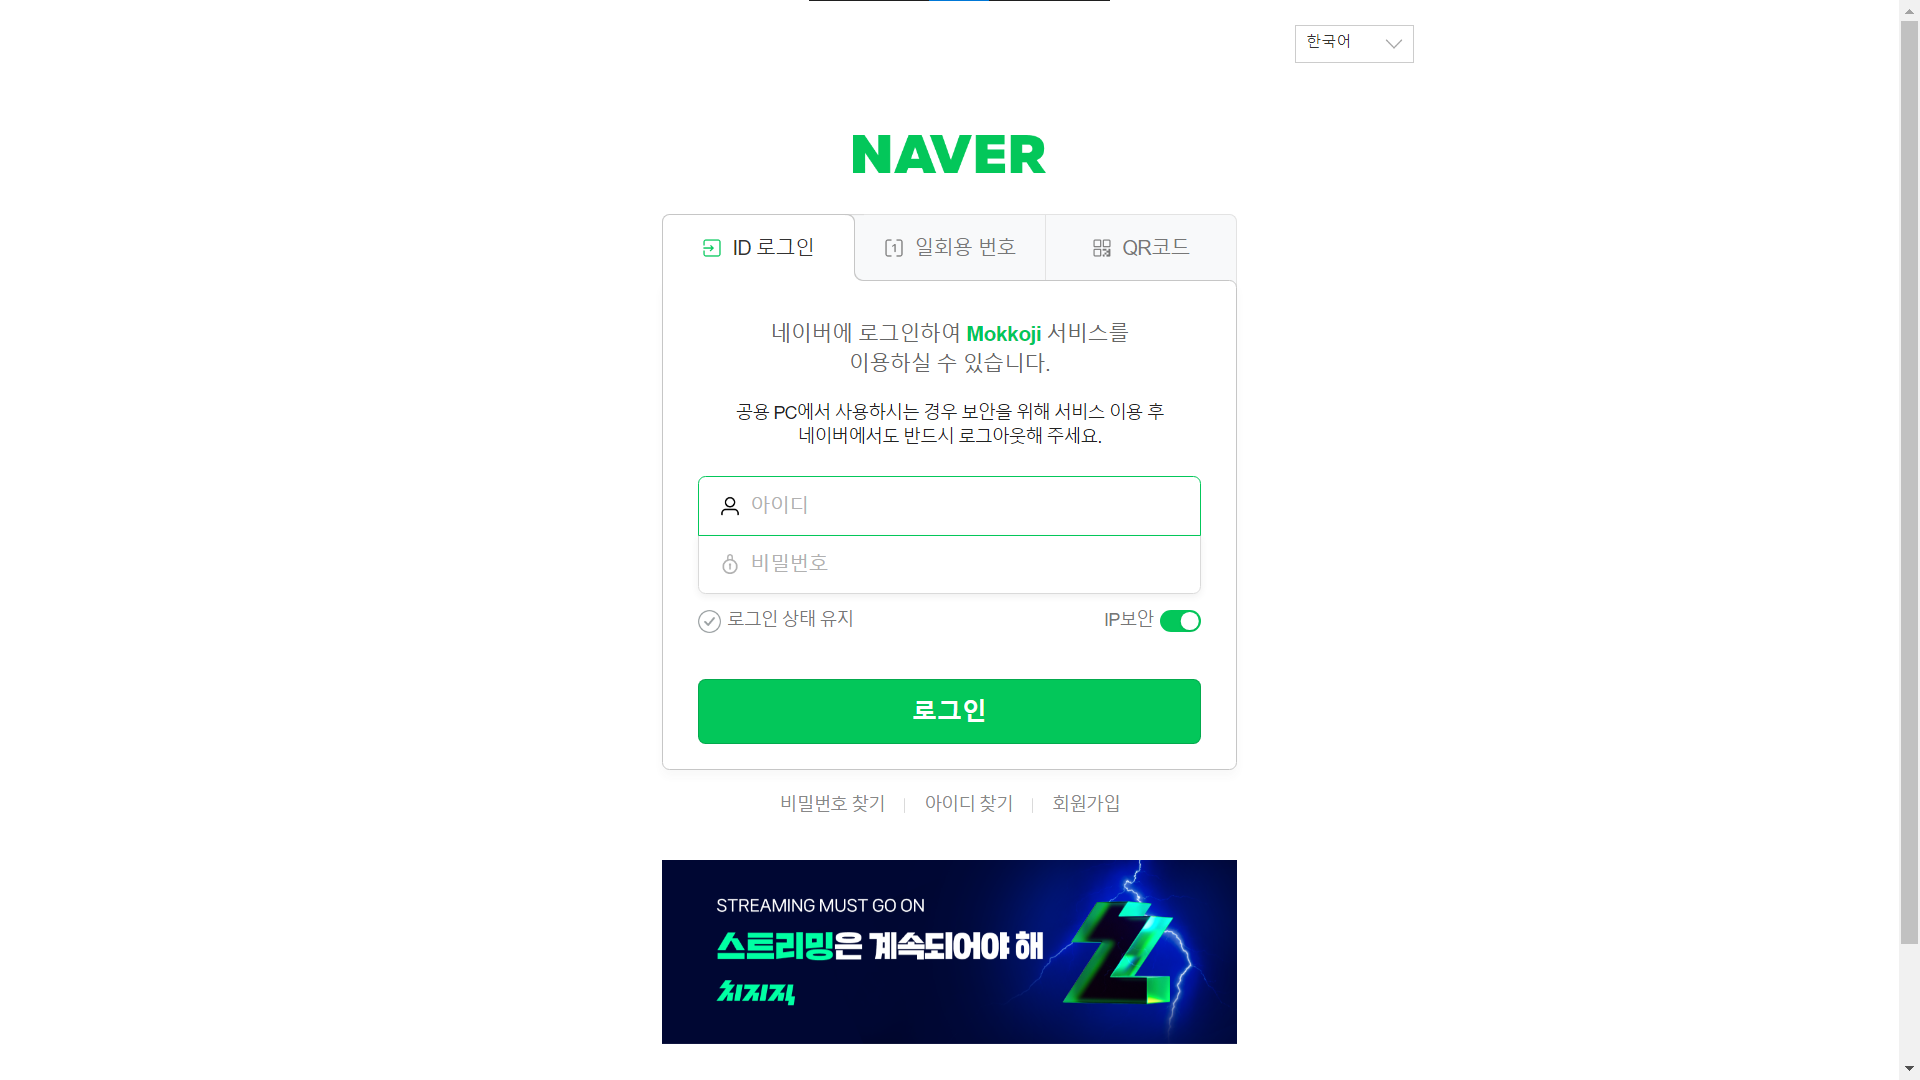 한국어
NAVER
ID 로그인
일회용 번호
QR코드
네이버에 로그인하여 Mokkoji 서비스를
이용하실 수 있습니다.
공용 PC에서 사용하시는 경우 보안을 위해 서비스 이용 후
네이버에서도 반드시 로그아웃해 주세요.
아이디
비밀번호
로그인 상태 유지
IP보안
로그인
비밀번호 찾기
아이디 찾기
회원가입
STREAMING MUST GO ON
스트리밍은 계속되어야 해
치지직